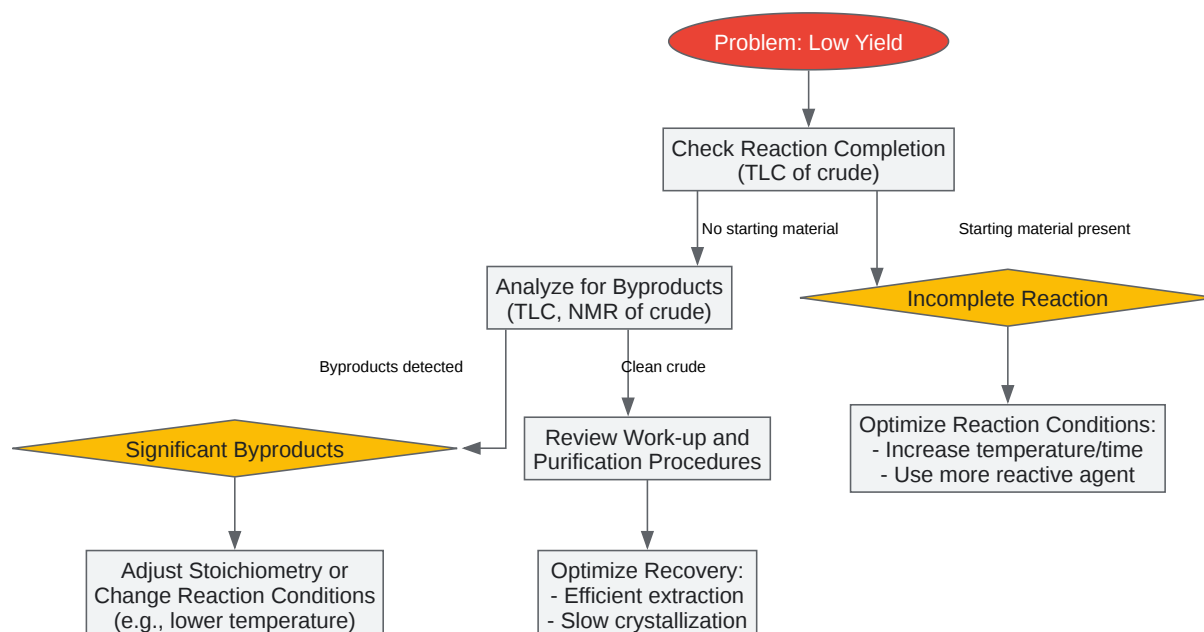 Problem: Low Yield
Check Reaction Completion
(TLC of crude)
No starting material
Starting material present
Analyze for Byproducts
(TLC, NMR of crude)
Incomplete Reaction
Byproducts detected
Clean crude
Significant Byproducts
Review Work-up and
Purification Procedures
Optimize Reaction Conditions:
- Increase temperature/time
- Use more reactive agent
Adjust Stoichiometry or
Change Reaction Conditions
(e.g., lower temperature)
Optimize Recovery:
- Efficient extraction
- Slow crystallization